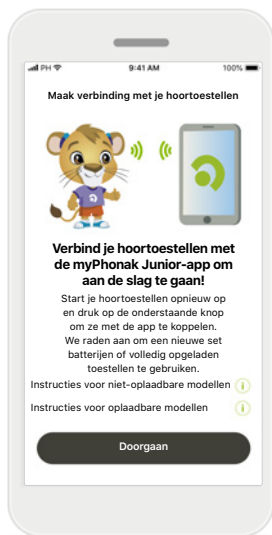 PH 9:41 AM 100%
Maak verbinding met je hoortoestellen
Verbind je hoortoestellen met
de myPhonak Junior-app om
aan de slag te gaan!
Start je hoortoestellen opnieuw op
en druk op de onderstaande knop
om ze met de app te koppelen.
We raden aan om een nieuwe set
batterijen of volledig opgeladen
toestellen te gebruiken.
Instructies voor niet-oplaadbare modellen i
Instructies voor oplaadbare modellen i
Doorgaan